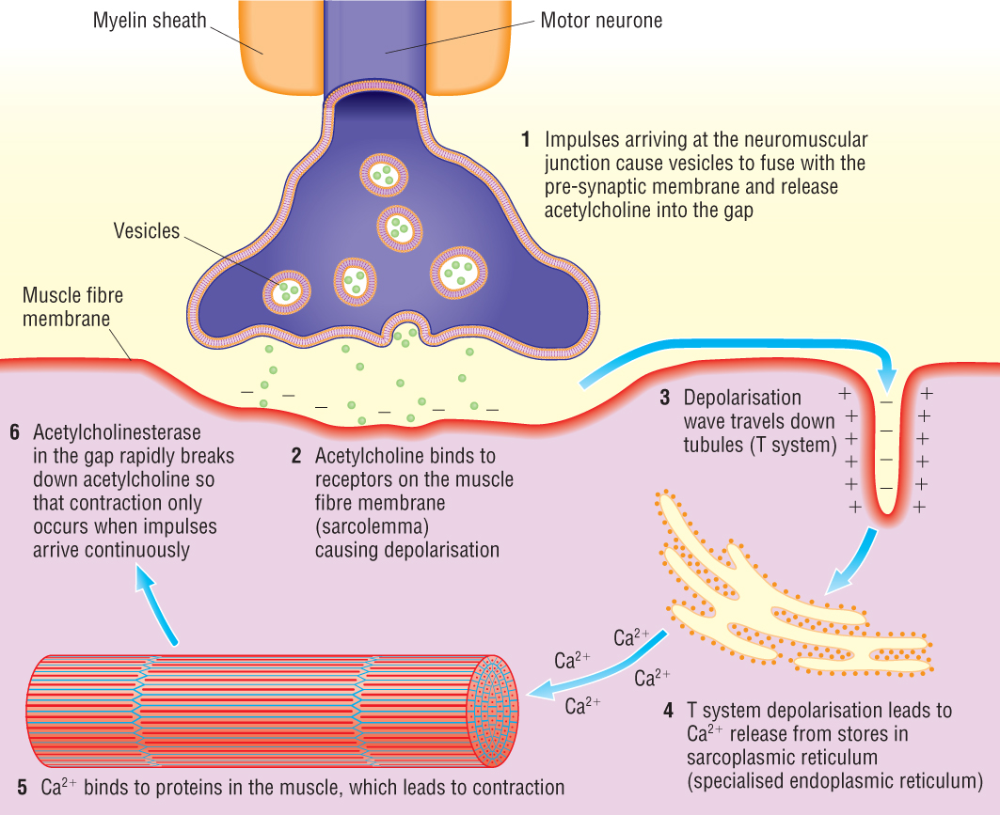 Myelin sheath
Motor neurone
1 Impulses arriving at the neuromuscular
junction cause vesicles to fuse with the
pre-synaptic membrane and release
acetylcholine into the gap
Vesicles
Muscle fibre
membrane
3 Depolarisation
wave travels down
tubules (T system)
6 Acetylcholinesterase
in the gap rapidly breaks
down acetylcholine so
that contraction only
occurs when impulses
arrive continuously
2 Acetylcholine binds to
receptors on the muscle
fibre membrane
(sarcolemma)
causing depolarisation
Ca²⁺
Ca²⁺
Ca²⁺
Ca²⁺
4 T system depolarisation leads to
Ca²⁺ release from stores in
sarcoplasmic reticulum
(specialised endoplasmic reticulum)
5 Ca²⁺ binds to proteins in the muscle, which leads to contraction